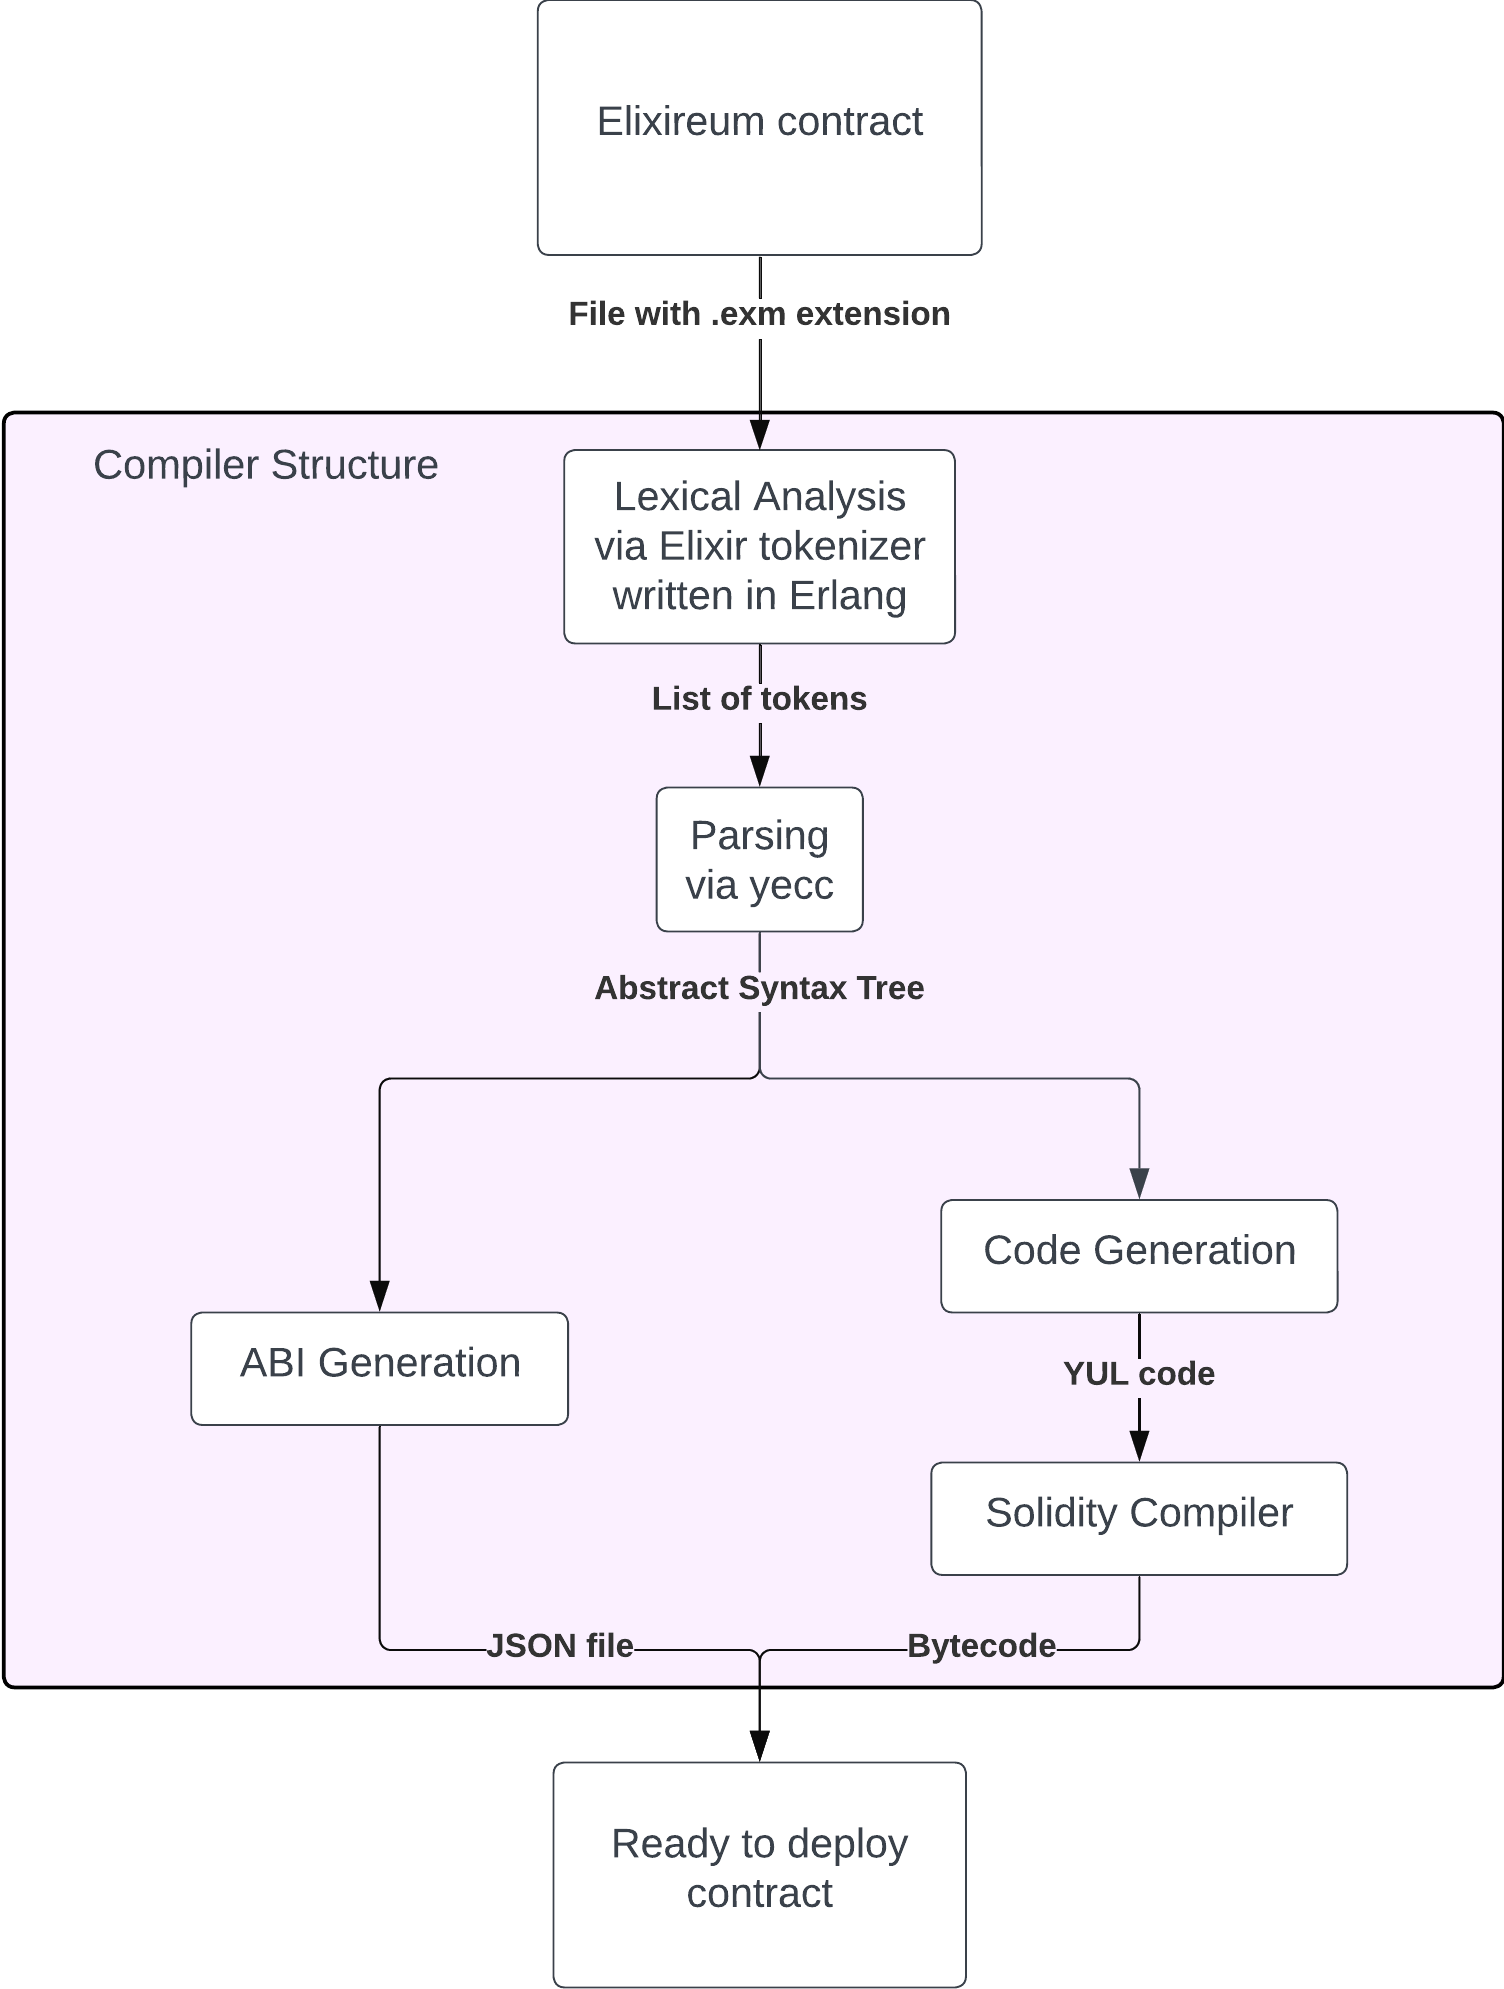 Elixireum contract
File with .exm extension
Compiler Structure
Lexical Analysis
via Elixir tokenizer
written in Erlang
List of tokens
Parsing
via yecc
Abstract Syntax Tree
Code Generation
ABI Generation
YUL code
Solidity Compiler
JSON file
Bytecode
Ready to deploy
contract